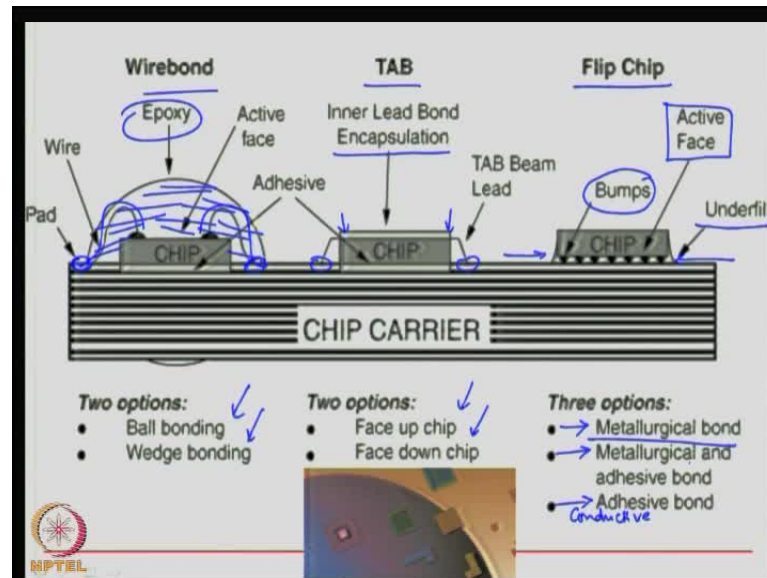 Wirebond
TAB
Flip Chip
Epoxy
Active
face
Inner Lead Bond
Encapsulation
Active
Face
Wire
Adhesive
TAB Beam
Lead
Bumps
Pad
Underfill
CHIP
CHIP
CHIP
CHIP CARRIER
Two options:
Ball bonding
Wedge bonding
Two options:
Face up chip
Face down chip
Three options:
Metallurgical bond
Metallurgical and
adhesive bond
Adhesive bond
Conductive
NPTEL